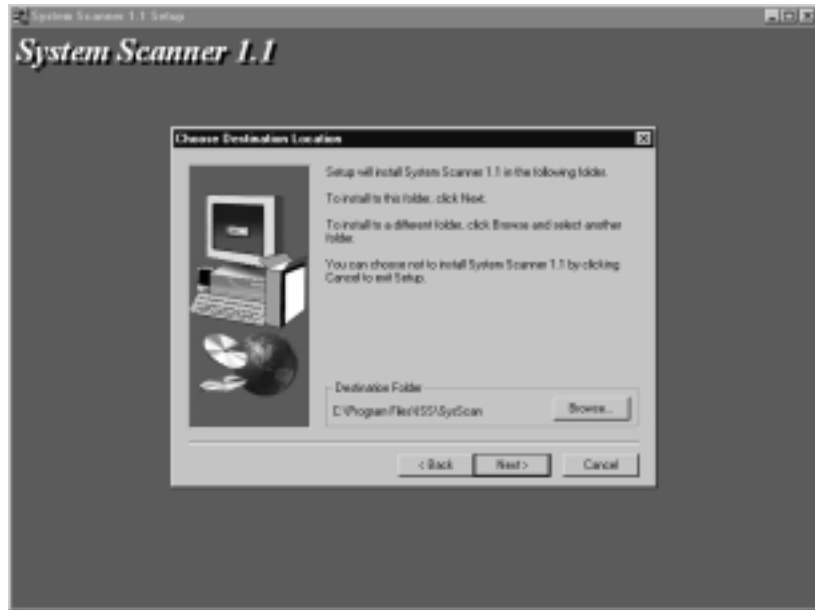 System Scanner 1.1 Setup
System Scanner 1.1
Choose Destination Location
Setup will install System Scanner 1.1 in the following folder.
To install to this folder, click Next.
To install to a different folder, click Browse and select another
folder.
You can choose not to install System Scanner 1.1 by clicking
Cancel to exit Setup.
Destination Folder
C:\Program Files\ISS\SysScan
Browse...
< Back
Next >
Cancel